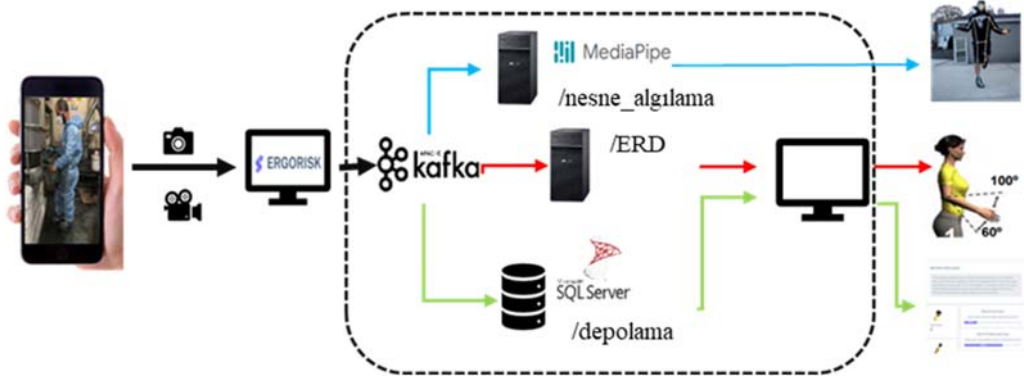 MediaPipe
/nesne_algılama
/ERD
ERGORISK
kafka
100°
60°
SQL Server
/depolama